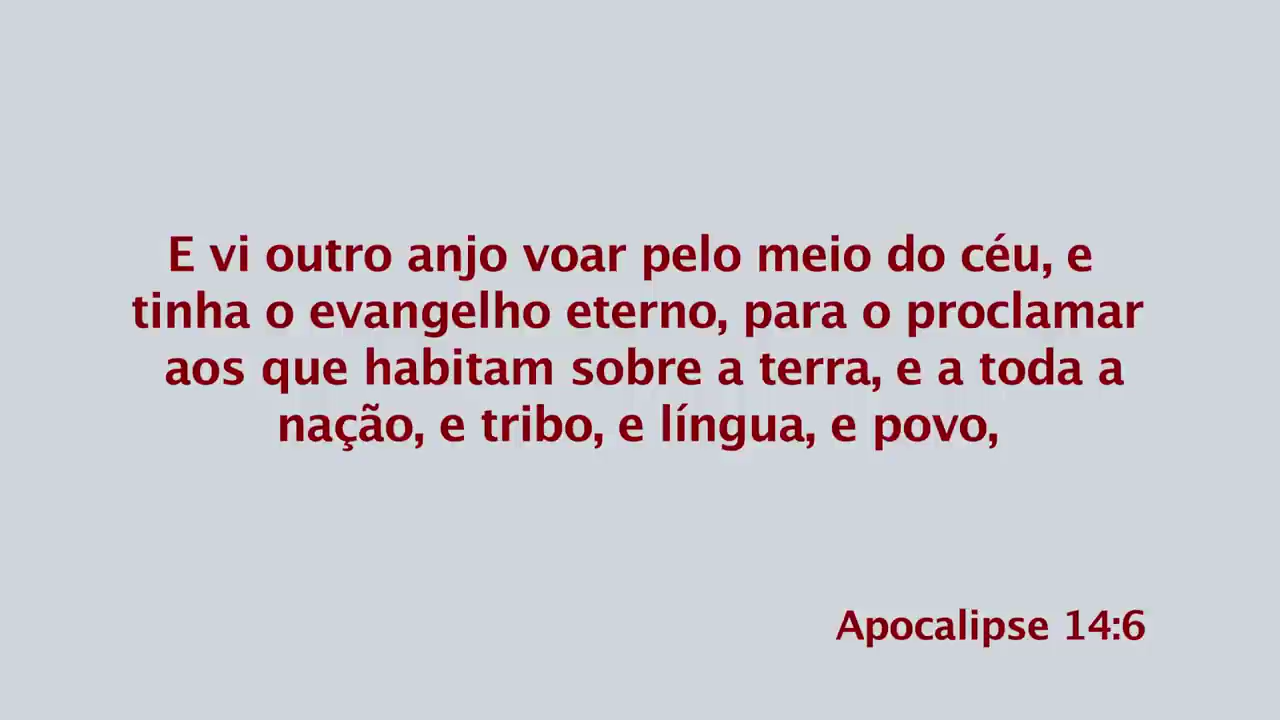 E vi outro anjo voar pelo meio do céu, e
tinha o evangelho eterno, para o proclamar
aos que habitam sobre a terra, e a toda a
nação, e tribo, e língua, e povo,
Apocalipse 14:6